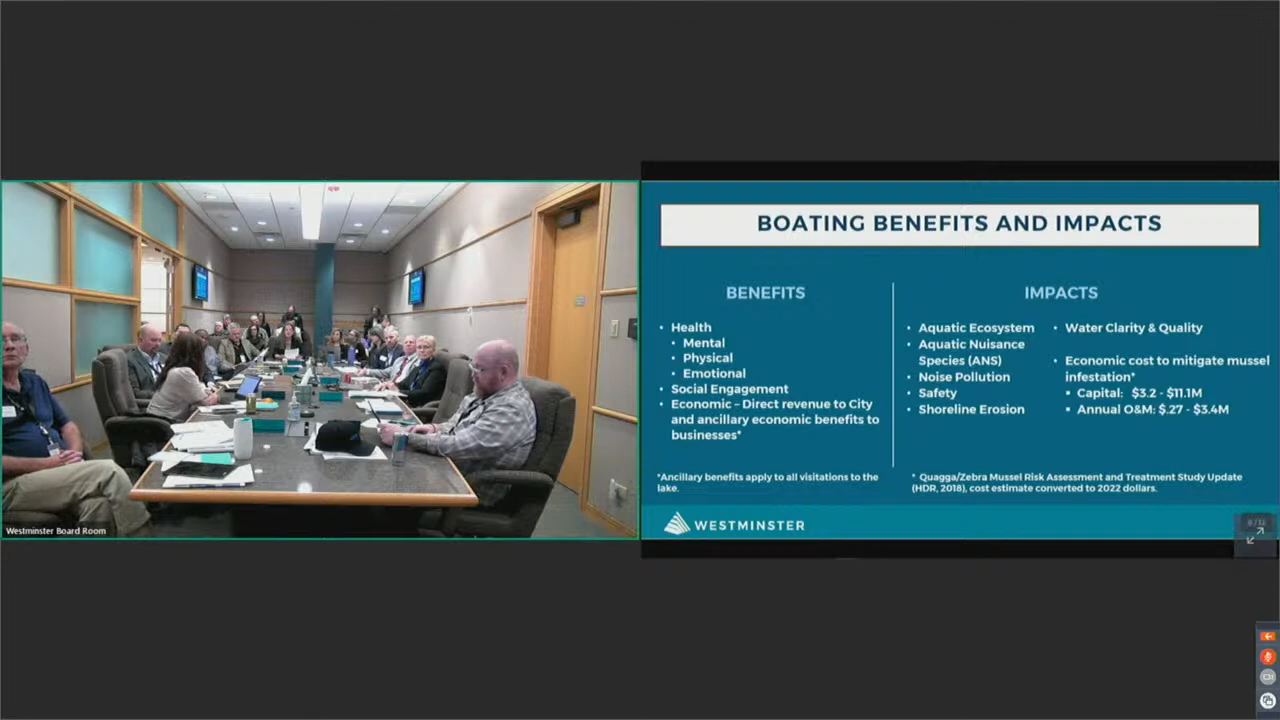 Westminster Board Room
BOATING BENEFITS AND IMPACTS
BENEFITS
• Health
• Mental
• Physical
• Emotional
• Social Engagement
• Economic – Direct revenue to City
and ancillary economic benefits to
businesses*
*Ancillary benefits apply to all visitations to the
lake.
IMPACTS
• Aquatic Ecosystem
• Aquatic Nuisance
Species (ANS)
• Noise Pollution
• Safety
• Shoreline Erosion
• Water Clarity & Quality
• Economic cost to mitigate mussel
infestation*
▪ Capital: $3.2 - $11.1M
▪ Annual O&M: $.27 - $3.4M
* Quagga/Zebra Mussel Risk Assessment and Treatment Study Update
(HDR, 2018), cost estimate converted to 2022 dollars.
WESTMINSTER